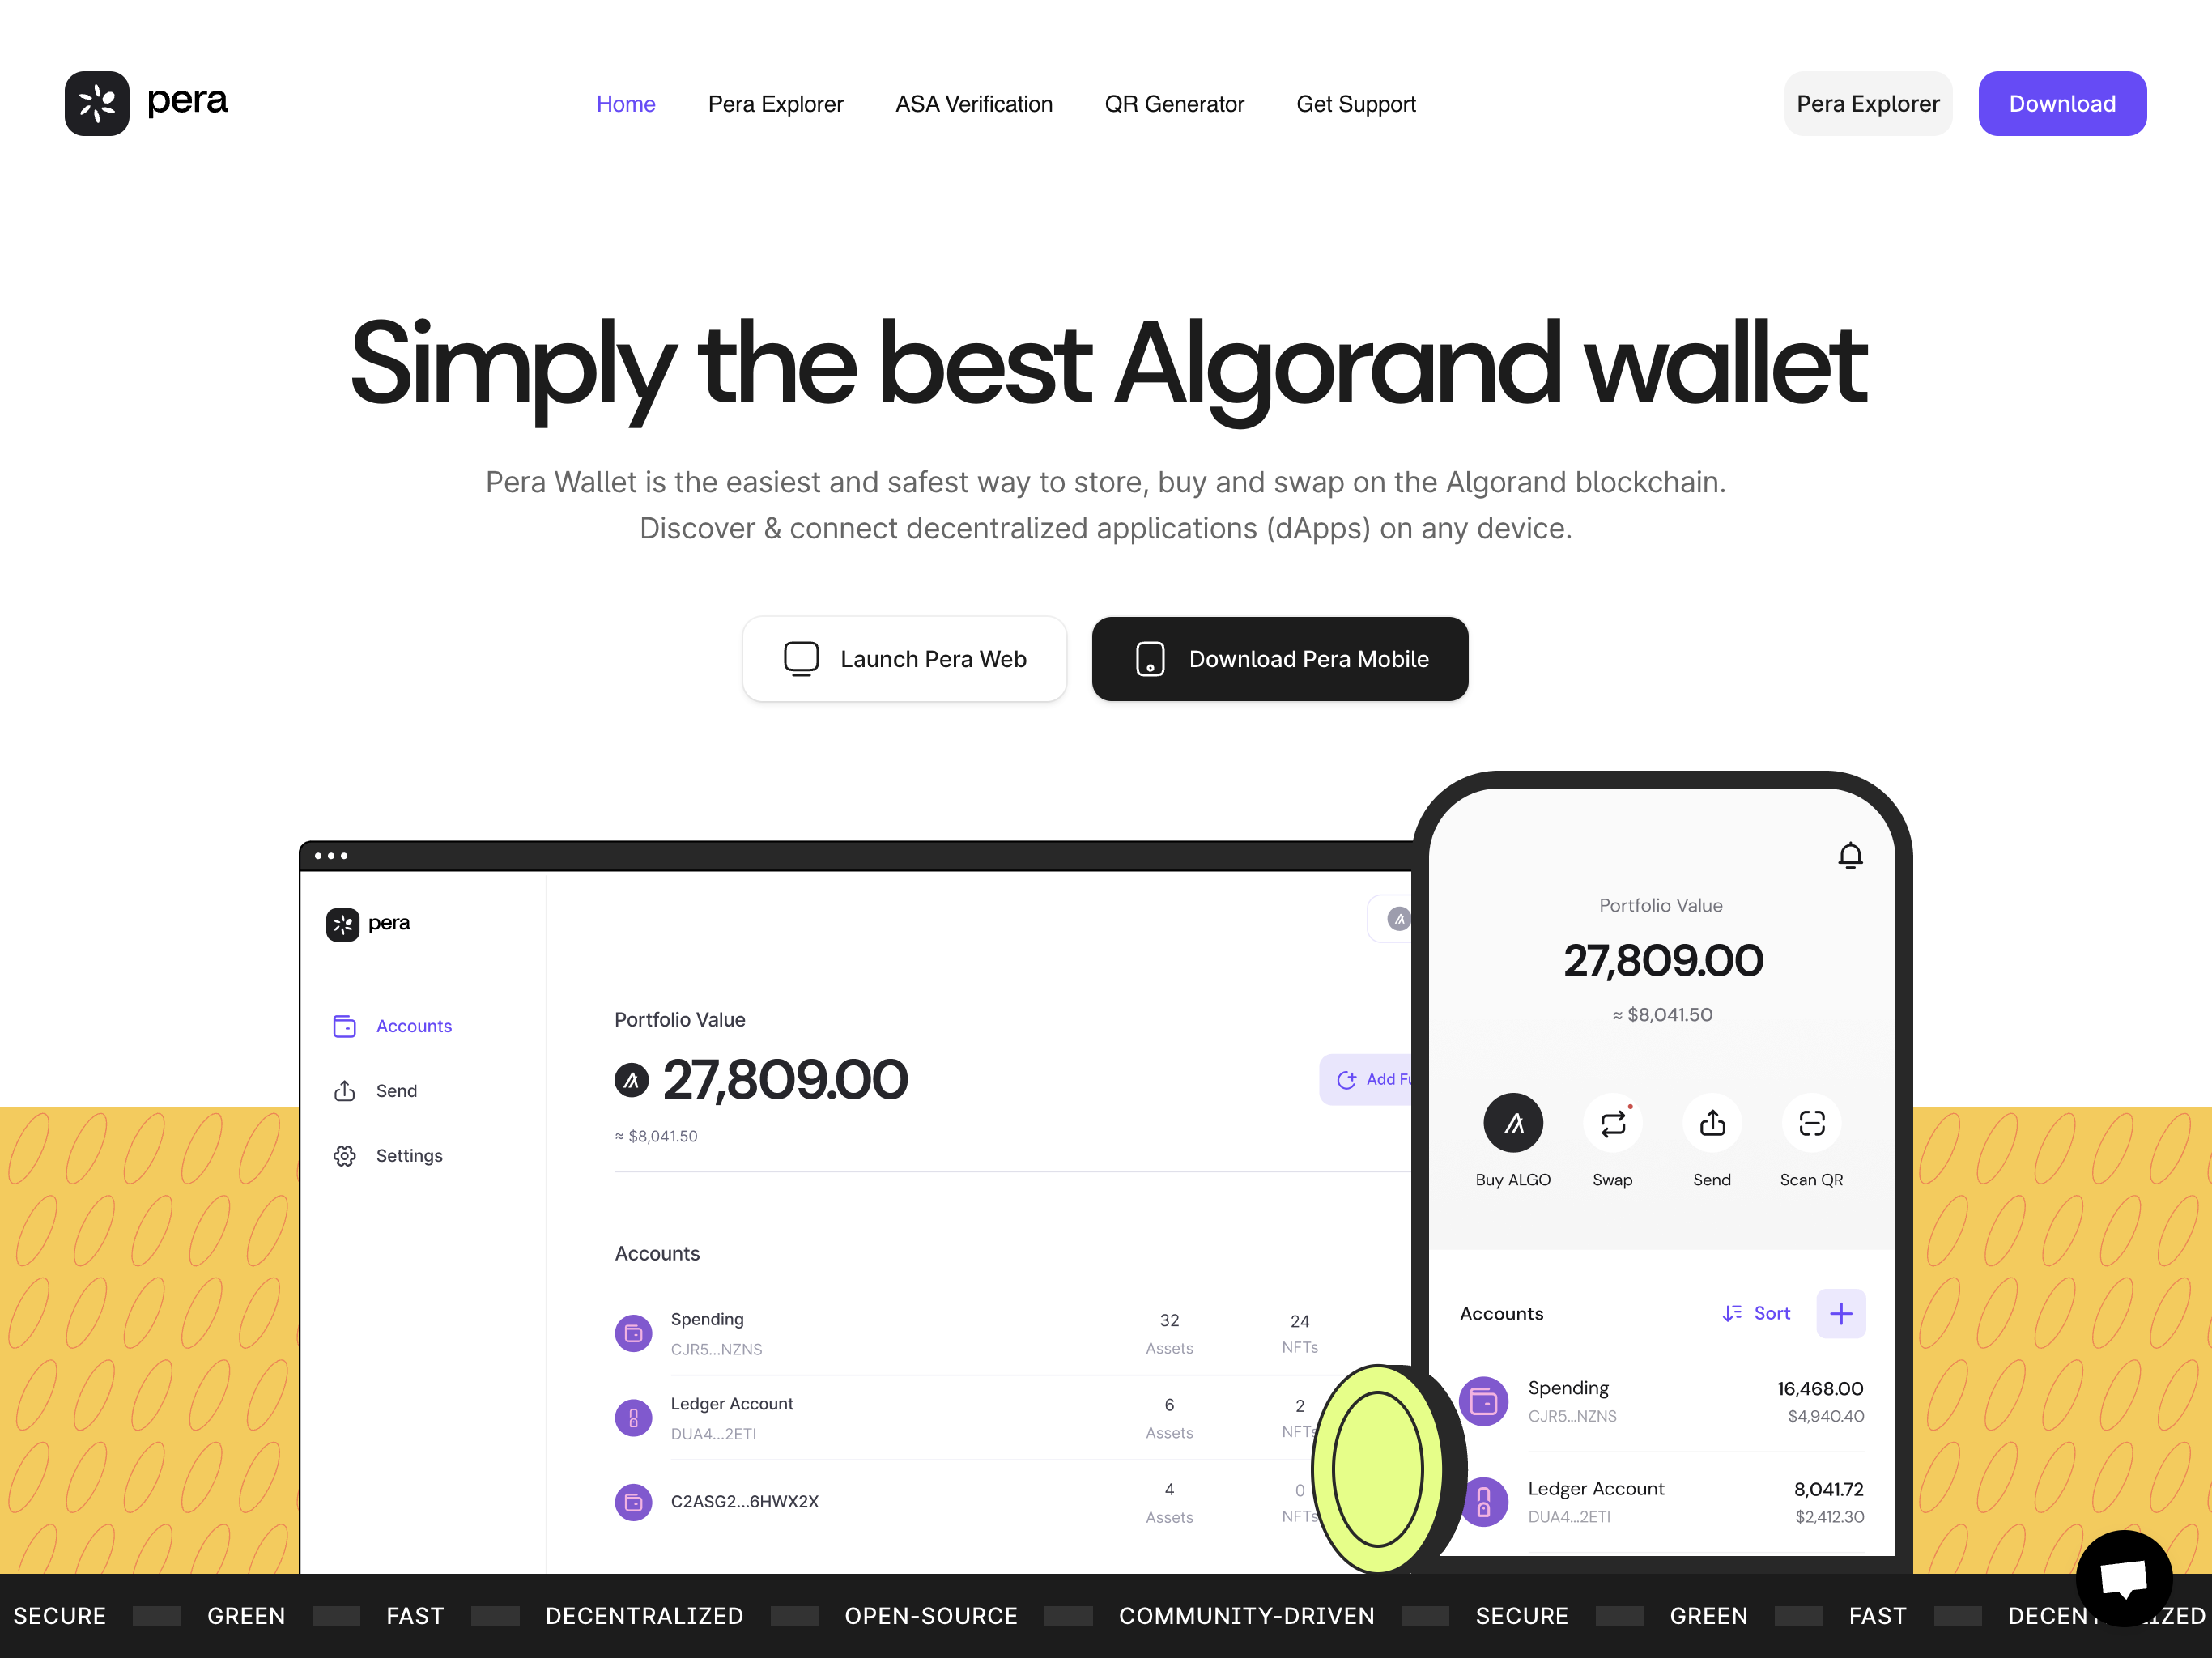 pera
Home
Pera Explorer
ASA Verification
QR Generator
Get Support
Pera Explorer
Download
Simply the best Algorand wallet
Pera Wallet is the easiest and safest way to store, buy and swap on the Algorand blockchain.
Discover & connect decentralized applications (dApps) on any device.
Launch Pera Web
Download Pera Mobile
pera
Accounts
Send
Settings
Portfolio Value
27,809.00
≈ $8,041.50
Add
Accounts
Spending
CJR5...NZNS
32
Assets
24
NFTs
Ledger Account
DUA4...2ETI
6
Assets
2
NFTs
C2ASG2...6HWX2X
4
Assets
0
NFTs
Portfolio Value
27,809.00
≈ $8,041.50
Buy ALGO
Swap
Send
Scan QR
Accounts
Sort
Spending
CJR5...NZNS
16,468.00
$4,940.40
Ledger Account
DUA4...2ETI
8,041.72
$2,412.30
SECURE GREEN FAST DECENTRALIZED OPEN-SOURCE COMMUNITY-DRIVEN SECURE GREEN FAST